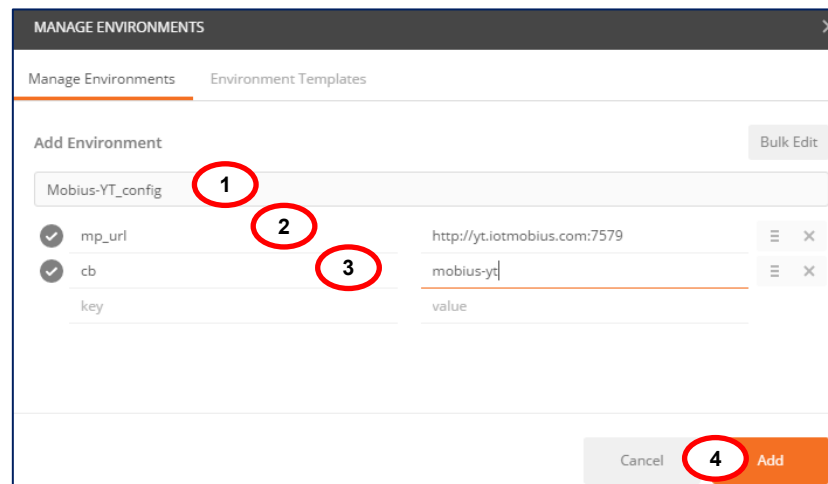 MANAGE ENVIRONMENTS
Manage Environments Environment Templates
Add Environment Bulk Edit
Mobius-YT_config 1
2
mp_url http://yt.iotmobius.com:7579
cb 3 mobius-yt
key value
Cancel 4 Add